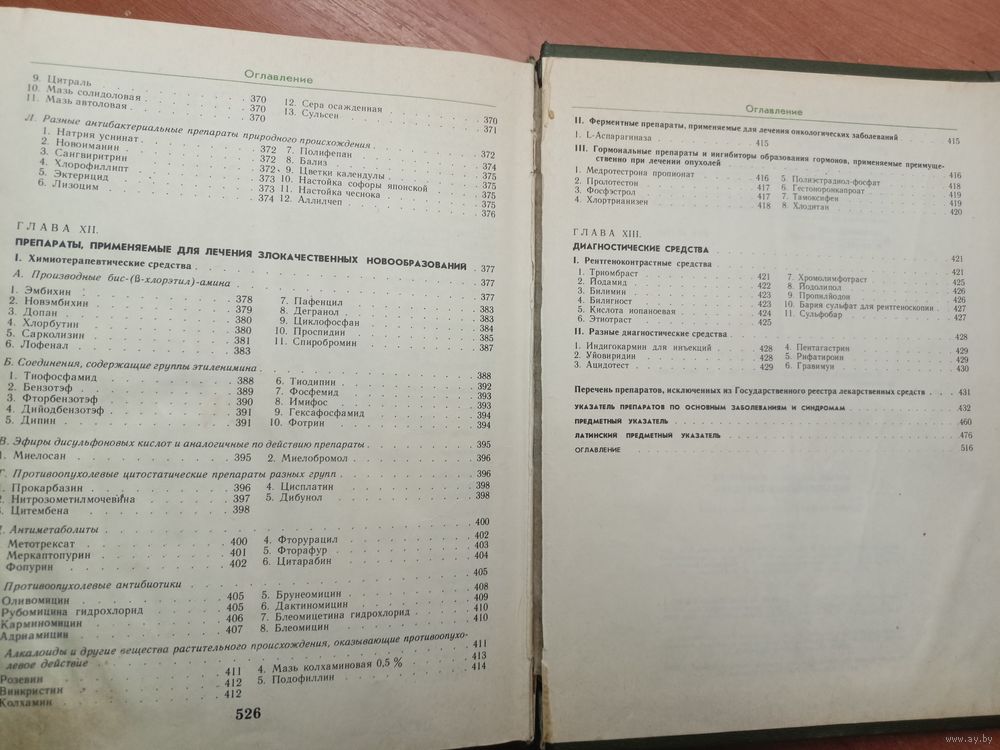 Оглавление
9. Цитраль 370
10. Мазь солидоловая 370
11. Мазь автоловая 370
12. Сера осажденная 370
13. Сульсен 371
Л. Разные антибактериальные препараты природного происхождения 372
1. Натрия уснинат 372
2. Новоиманин 372
3. Сангвиритрин 372
4. Хлорофиллипт 373
5. Эктерицид 373
6. Лизоцим 374
7. Полифепан
8. Бализ 375
9. Цветки календулы 375
10. Настойка софоры японской 375
11. Настойка чеснока 375
12. Аллилчеп 376
ГЛАВА XII.
ПРЕПАРАТЫ, ПРИМЕНЯЕМЫЕ ДЛЯ ЛЕЧЕНИЯ ЗЛОКАЧЕСТВЕННЫХ НОВООБРАЗОВАНИЙ 377
I. Химиотерапевтические средства 377
А. Производные бис-(β-хлорэтил)-амина 377
1. Эмбихин 378
2. Новэмбихин 379
3. Допан 380
4. Хлорбутин 380
5. Сарколизин 381
6. Лофенал 383
7. Пафенцил 383
8. Дегранол 383
9. Циклофосфан 384
10. Проспидин 385
11. Спиробромин 387
Б. Соединения, содержащие группы этиленимина 388
1. Тиофосфамид 388
2. Бензотэф 389
3. Фторбензотэф 390
4. Дийодбензотэф 391
5. Дипин 391
6. Тиодипин 392
7. Фосфемид 393
8. Имифос 393
9. Гексафосфамид 394
10. Фотрин 394
В. Эфиры дисульфоновых кислот и аналогичные по действию препараты 395
1. Миелосан 395
2. Миелобромол 396
Г. Противоопухолевые цитостатические препараты разных групп 396
1. Прокарбазин 396
2. Нитрозометилмочевина 397
3. Цитембена 398
4. Цисплатин 398
5. Дибунол 398
Антиметаболиты 400
Метотрексат 400
Меркаптопурин 401
Фопурин 402
4. Фторурацил 402
5. Фторафур 403
6. Цитарабин 404
Противоопухолевые антибиотики 405
Оливомицин 405
Рубомицина гидрохлорид 405
Карминомицин 406
Адриамицин 407
5. Брунеомицин 408
6. Дактиномицин 409
7. Блеомицетина гидрохлорид 410
8. Блеомицин 410
Алкалоиды и другие вещества растительного происхождения, оказывающие противоопухо-
левое действие 411
Розевин 411
Винкристин 412
Колхамин 412
4. Мазь колхаминовая 0,5 % 413
5. Подофиллин 414
526
Оглавление
II. Ферментные препараты, применяемые для лечения онкологических заболеваний 415
1. L-Аспарагиназа 415
III. Гормональные препараты и ингибиторы образования гормонов, применяемые преимуще-
ственно при лечении опухолей 416
1. Медротестрона пропионат 416
2. Пролотестон 417
3. Фосфэстрол 417
4. Хлортрианизен 418
5. Полиэстрадиол-фосфат 418
6. Гестоноронкапроат 419
7. Тамоксифен 419
8. Хлодитан 420
ГЛАВА XIII.
ДИАГНОСТИЧЕСКИЕ СРЕДСТВА 421
I. Рентгеноконтрастные средства 421
1. Триомбраст 421
2. Йодамид 422
3. Билимин 423
4. Билигност 423
5. Кислота иопаноевая 424
6. Этиотраст 425
7. Хромолимфотраст 425
8. Йодолипол 426
9. Пропилйодон 426
10. Бария сульфат для рентгеноскопии 427
11. Сульфобар 427
II. Разные диагностические средства 428
1. Индигокармин для инъекций 428
2. Уйовиридин 428
3. Ацидотест 429
4. Пентагастрин 429
5. Рифатироин 429
6. Гравимун 430
Перечень препаратов, исключенных из Государственного реестра лекарственных средств 431
УКАЗАТЕЛЬ ПРЕПАРАТОВ ПО ОСНОВНЫМ ЗАБОЛЕВАНИЯМ И СИНДРОМАМ 432
ПРЕДМЕТНЫЙ УКАЗАТЕЛЬ 460
ЛАТИНСКИЙ ПРЕДМЕТНЫЙ УКАЗАТЕЛЬ 476
ОГЛАВЛЕНИЕ 516
www.ay.by